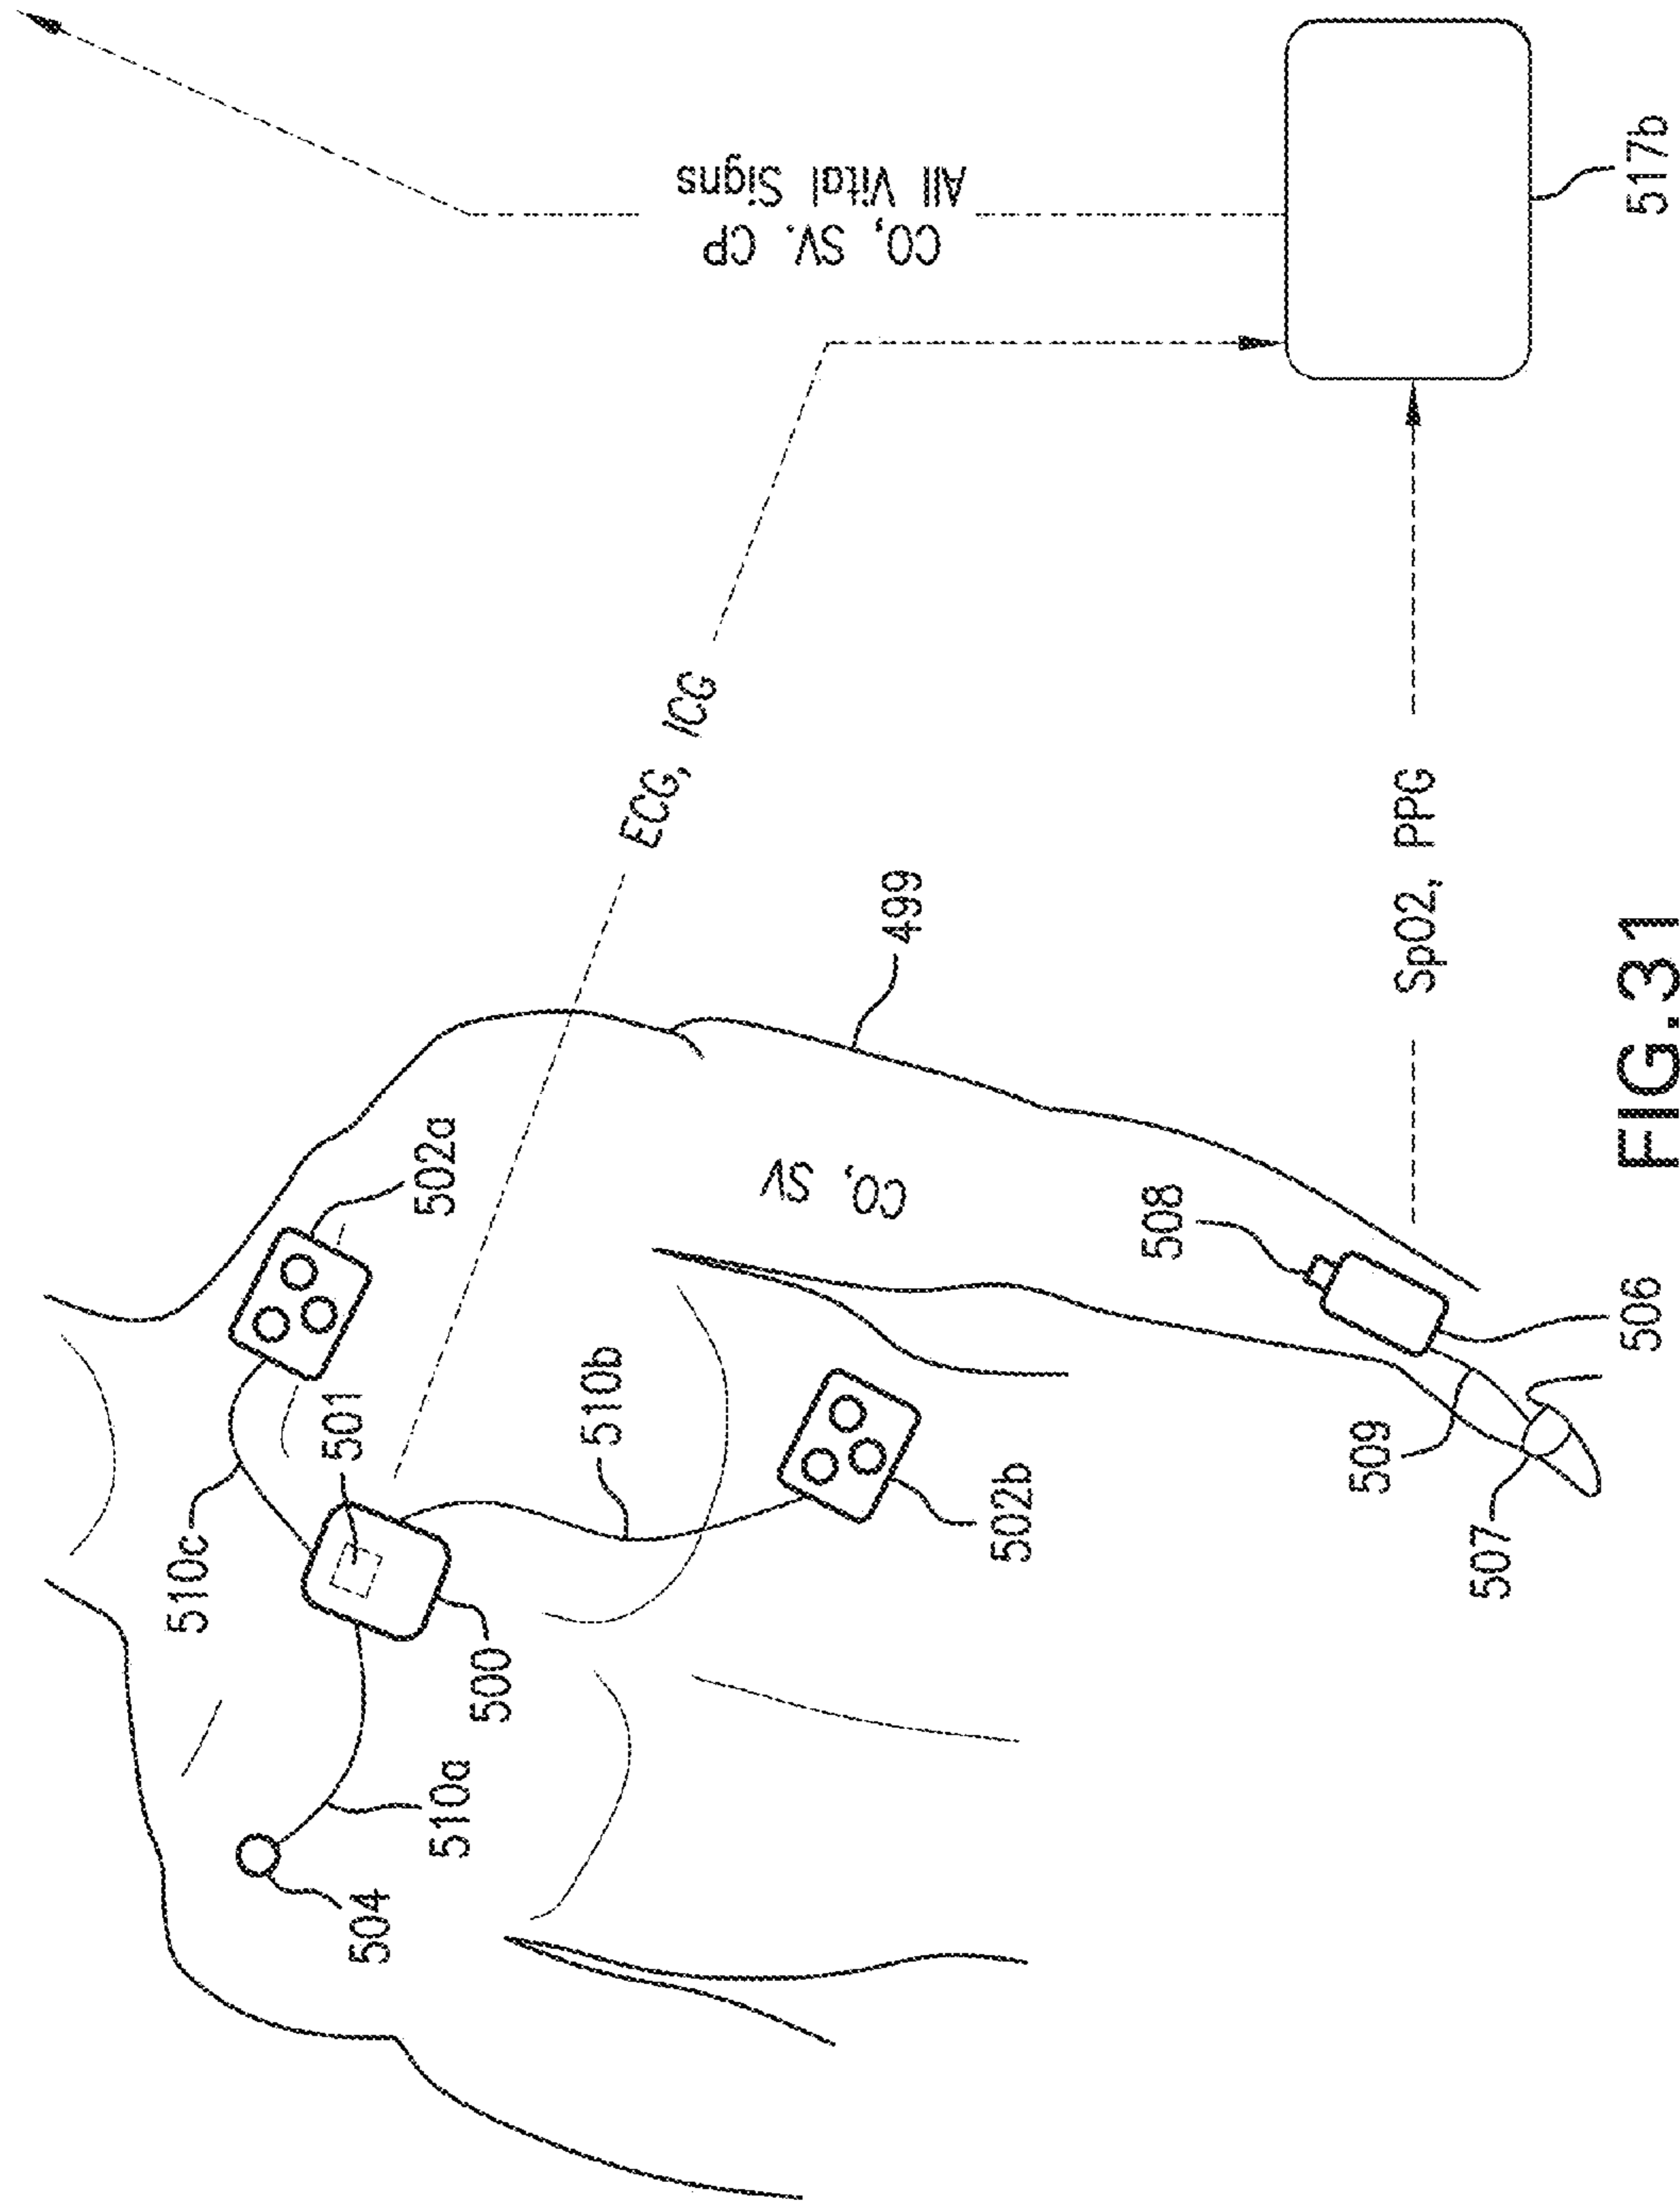 CO, SV. CP
All Vital Signs
ECG, ICG
SpO2, PPG
CO, SV
510c
501
502a
504
510a
500
510b
502b
499
508
509
507
506
517b
FIG.31